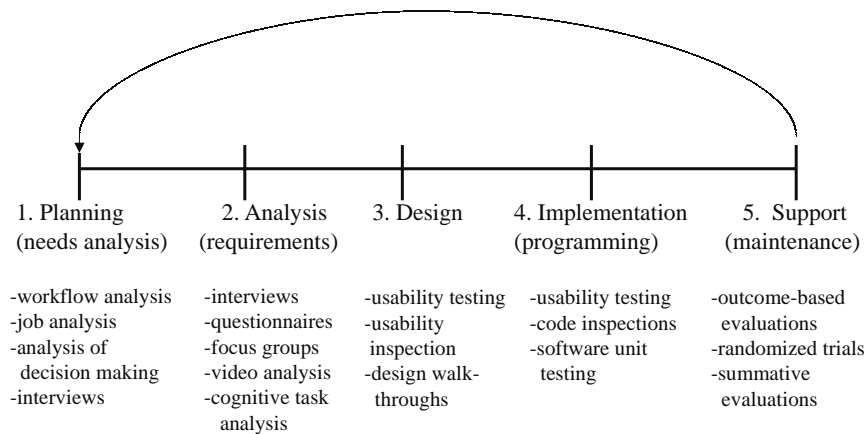 1. Planning
(needs analysis)
-workflow analysis
-job analysis
-analysis of
decision making
-interviews
2. Analysis
(requirements)
-interviews
-questionnaires
-focus groups
-video analysis
-cognitive task
analysis
3. Design
-usability testing
-usability
inspection
-design walk-
throughs
4. Implementation
(programming)
-usability testing
-code inspections
-software unit
testing
5. Support
(maintenance)
-outcome-based
evaluations
-randomized trials
-summative
evaluations